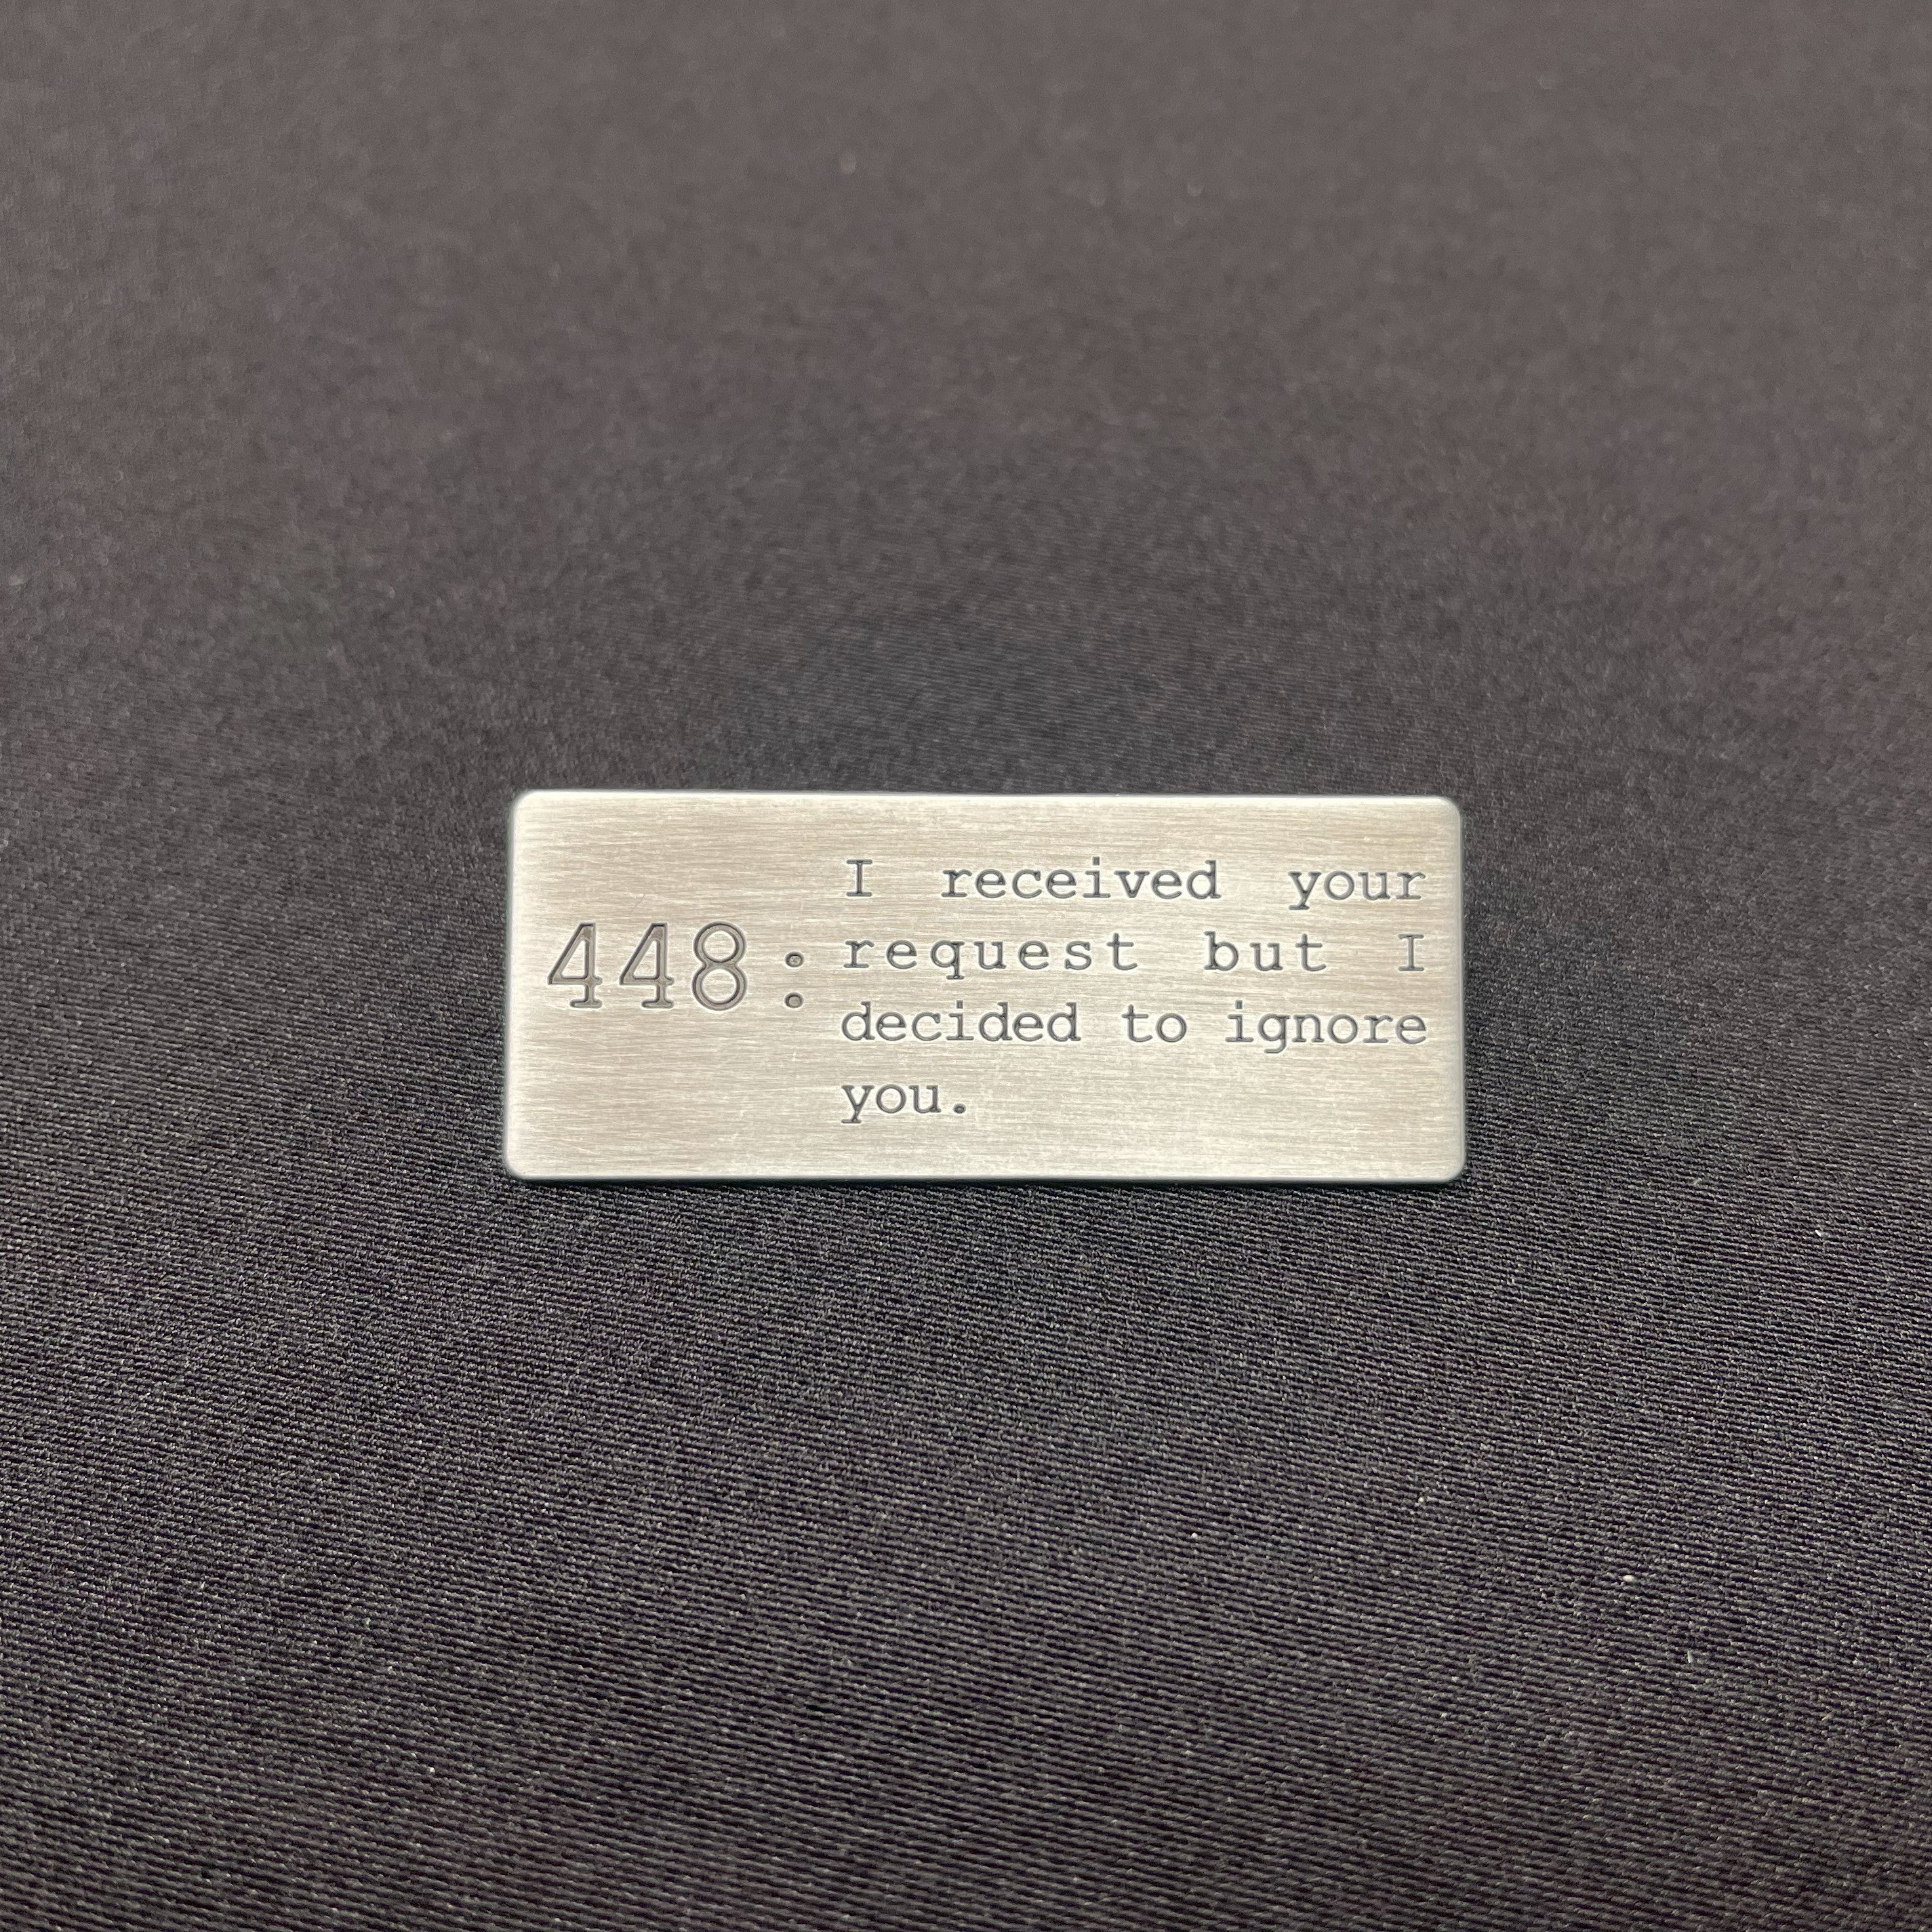 448:
I received your
request but I
decided to ignore
you.